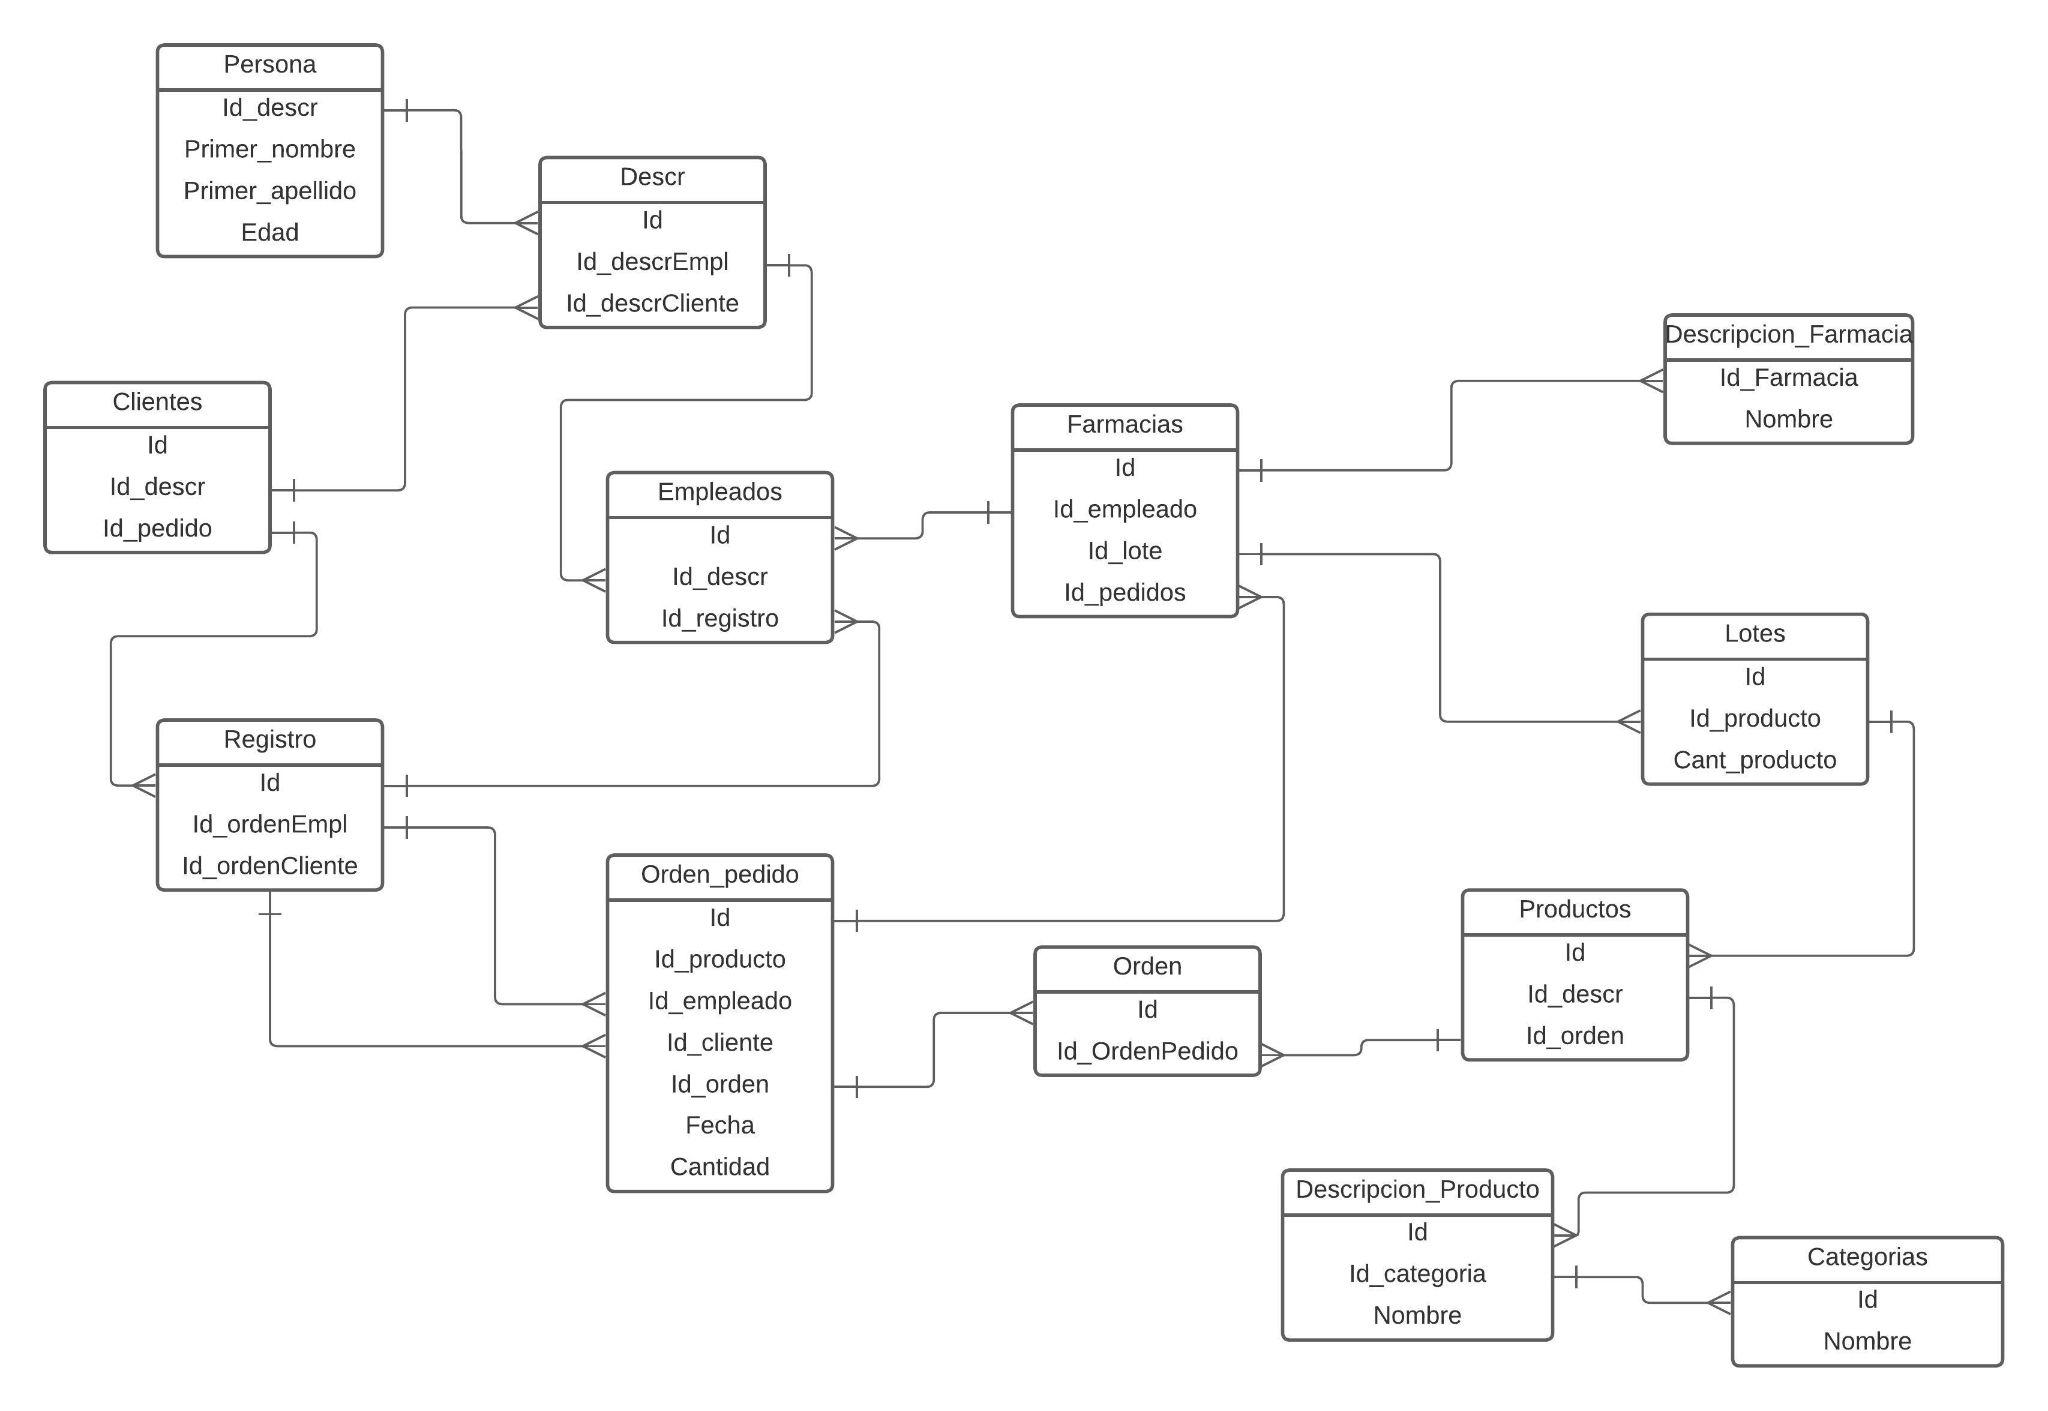 Persona
Id_descr
Primer_nombre
Primer_apellido
Edad
Descr
Id
Id_descrEmpl
Id_descrCliente
Clientes
Id
Id_descr
Id_pedido
Empleados
Id
Id_descr
Id_registro
Farmacias
Id
Id_empleado
Id_lote
Id_pedidos
Descripcion_Farmacia
Id_Farmacia
Nombre
Lotes
Id
Id_producto
Cant_producto
Registro
Id
Id_ordenEmpl
Id_ordenCliente
Orden_pedido
Id
Id_producto
Id_empleado
Id_cliente
Id_orden
Fecha
Cantidad
Orden
Id
Id_OrdenPedido
Productos
Id
Id_descr
Id_orden
Descripcion_Producto
Id
Id_categoria
Nombre
Categorias
Id
Nombre